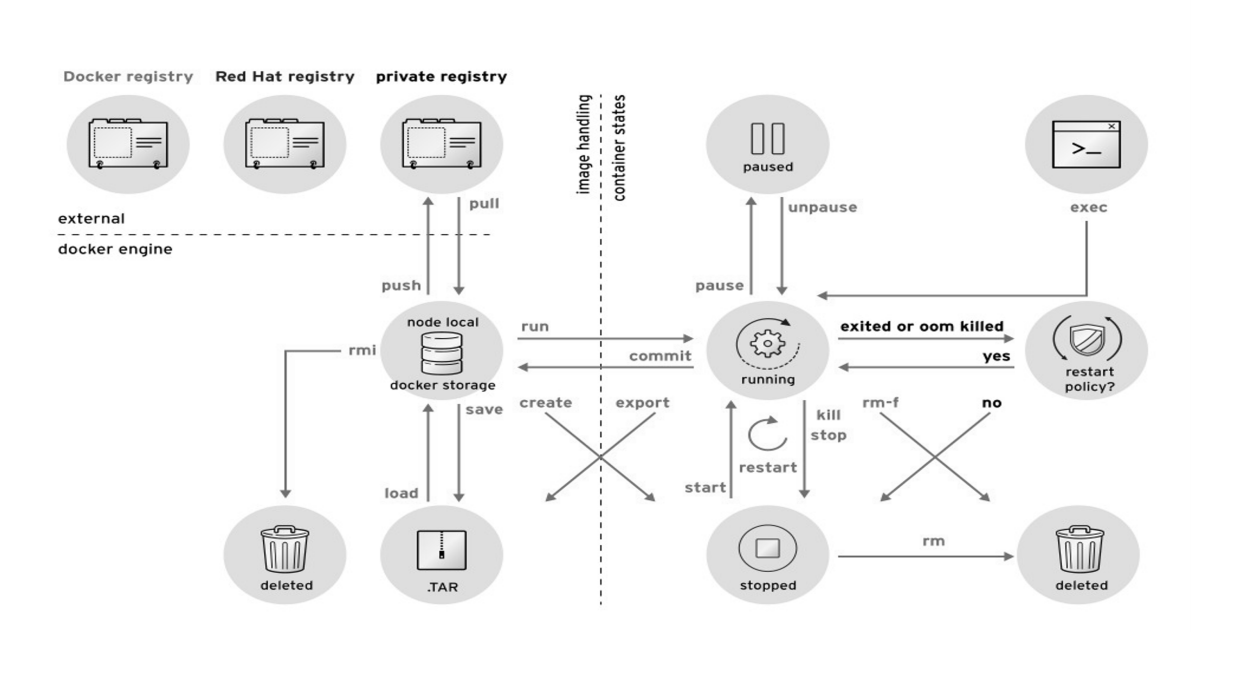 Docker registry
Red Hat registry
private registry
image handling
container states
paused
>_
pull
unpause
exec
external
docker engine
push
pause
node local
docker storage
run
commit
running
exited or oom killed
yes
restart
policy?
rmi
save
create
export
kill
stop
rm-f
no
restart
load
start
deleted
.TAR
stopped
rm
deleted